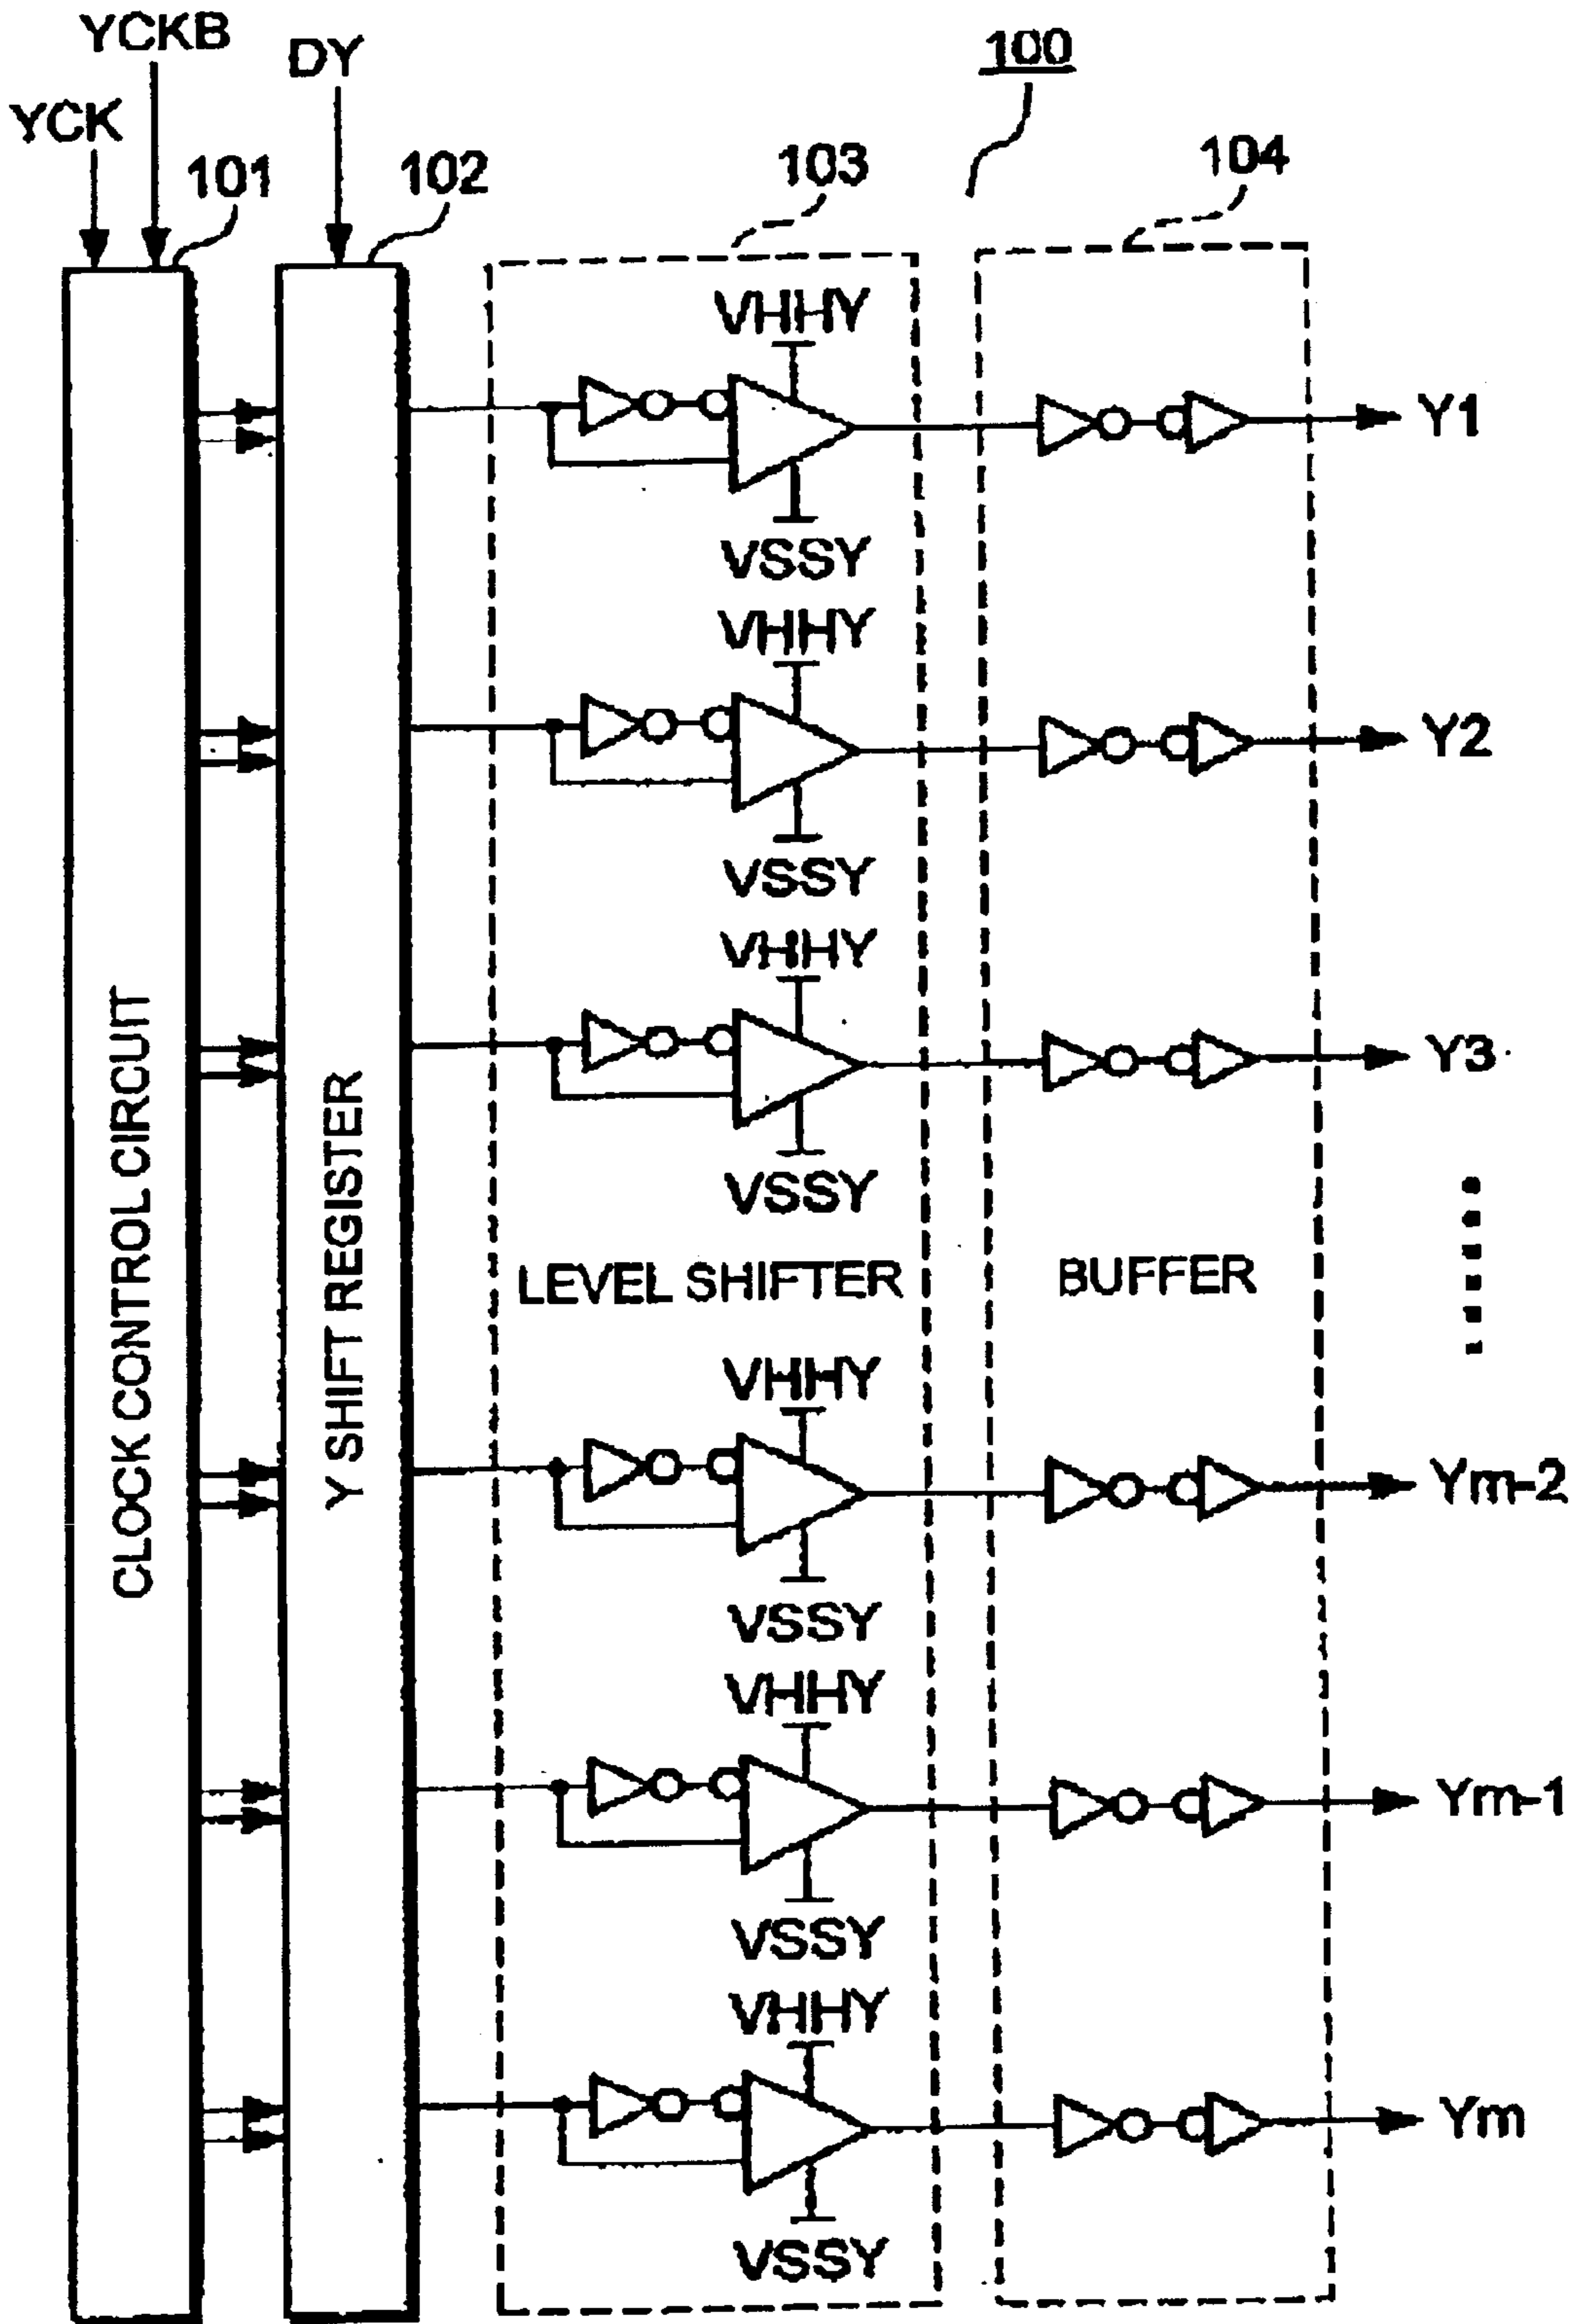 YCKB
DY
100
YCK
101
102
103
104
VHHY
Y1
VSSY
VHHY
Y2
VSSY
VHHY
Y3
VSSY
CLOCK CONTROL CIRCUIT
Y SHIFT REGISTER
LEVEL SHIFTER
BUFFER
VHHY
Ym-2
VSSY
VHHY
Ym-1
VSSY
VHHY
Ym
VSSY